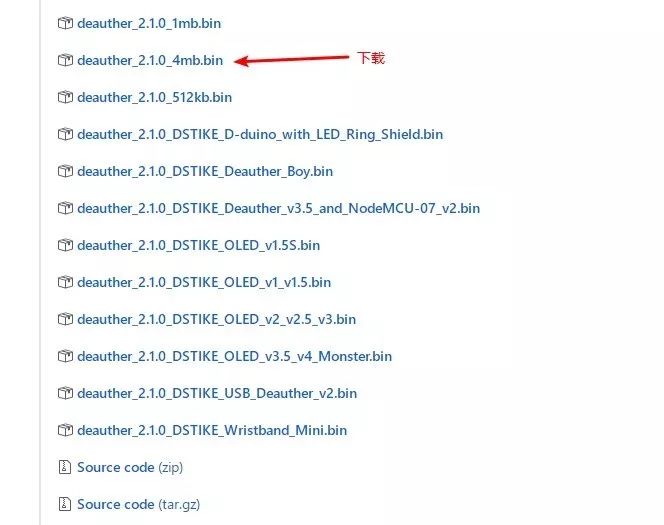 deauther_2.1.0_1mb.bin
deauther_2.1.0_4mb.bin 下载
deauther_2.1.0_512kb.bin
deauther_2.1.0_DSTIKE_D-duino_with_LED_Ring_Shield.bin
deauther_2.1.0_DSTIKE_Deauther_Boy.bin
deauther_2.1.0_DSTIKE_Deauther_v3.5_and_NodeMCU-07_v2.bin
deauther_2.1.0_DSTIKE_OLED_v1.5S.bin
deauther_2.1.0_DSTIKE_OLED_v1_v1.5.bin
deauther_2.1.0_DSTIKE_OLED_v2_v2.5_v3.bin
deauther_2.1.0_DSTIKE_OLED_v3.5_v4_Monster.bin
deauther_2.1.0_DSTIKE_USB_Deauther_v2.bin
deauther_2.1.0_DSTIKE_Wristband_Mini.bin
Source code (zip)
Source code (tar.gz)